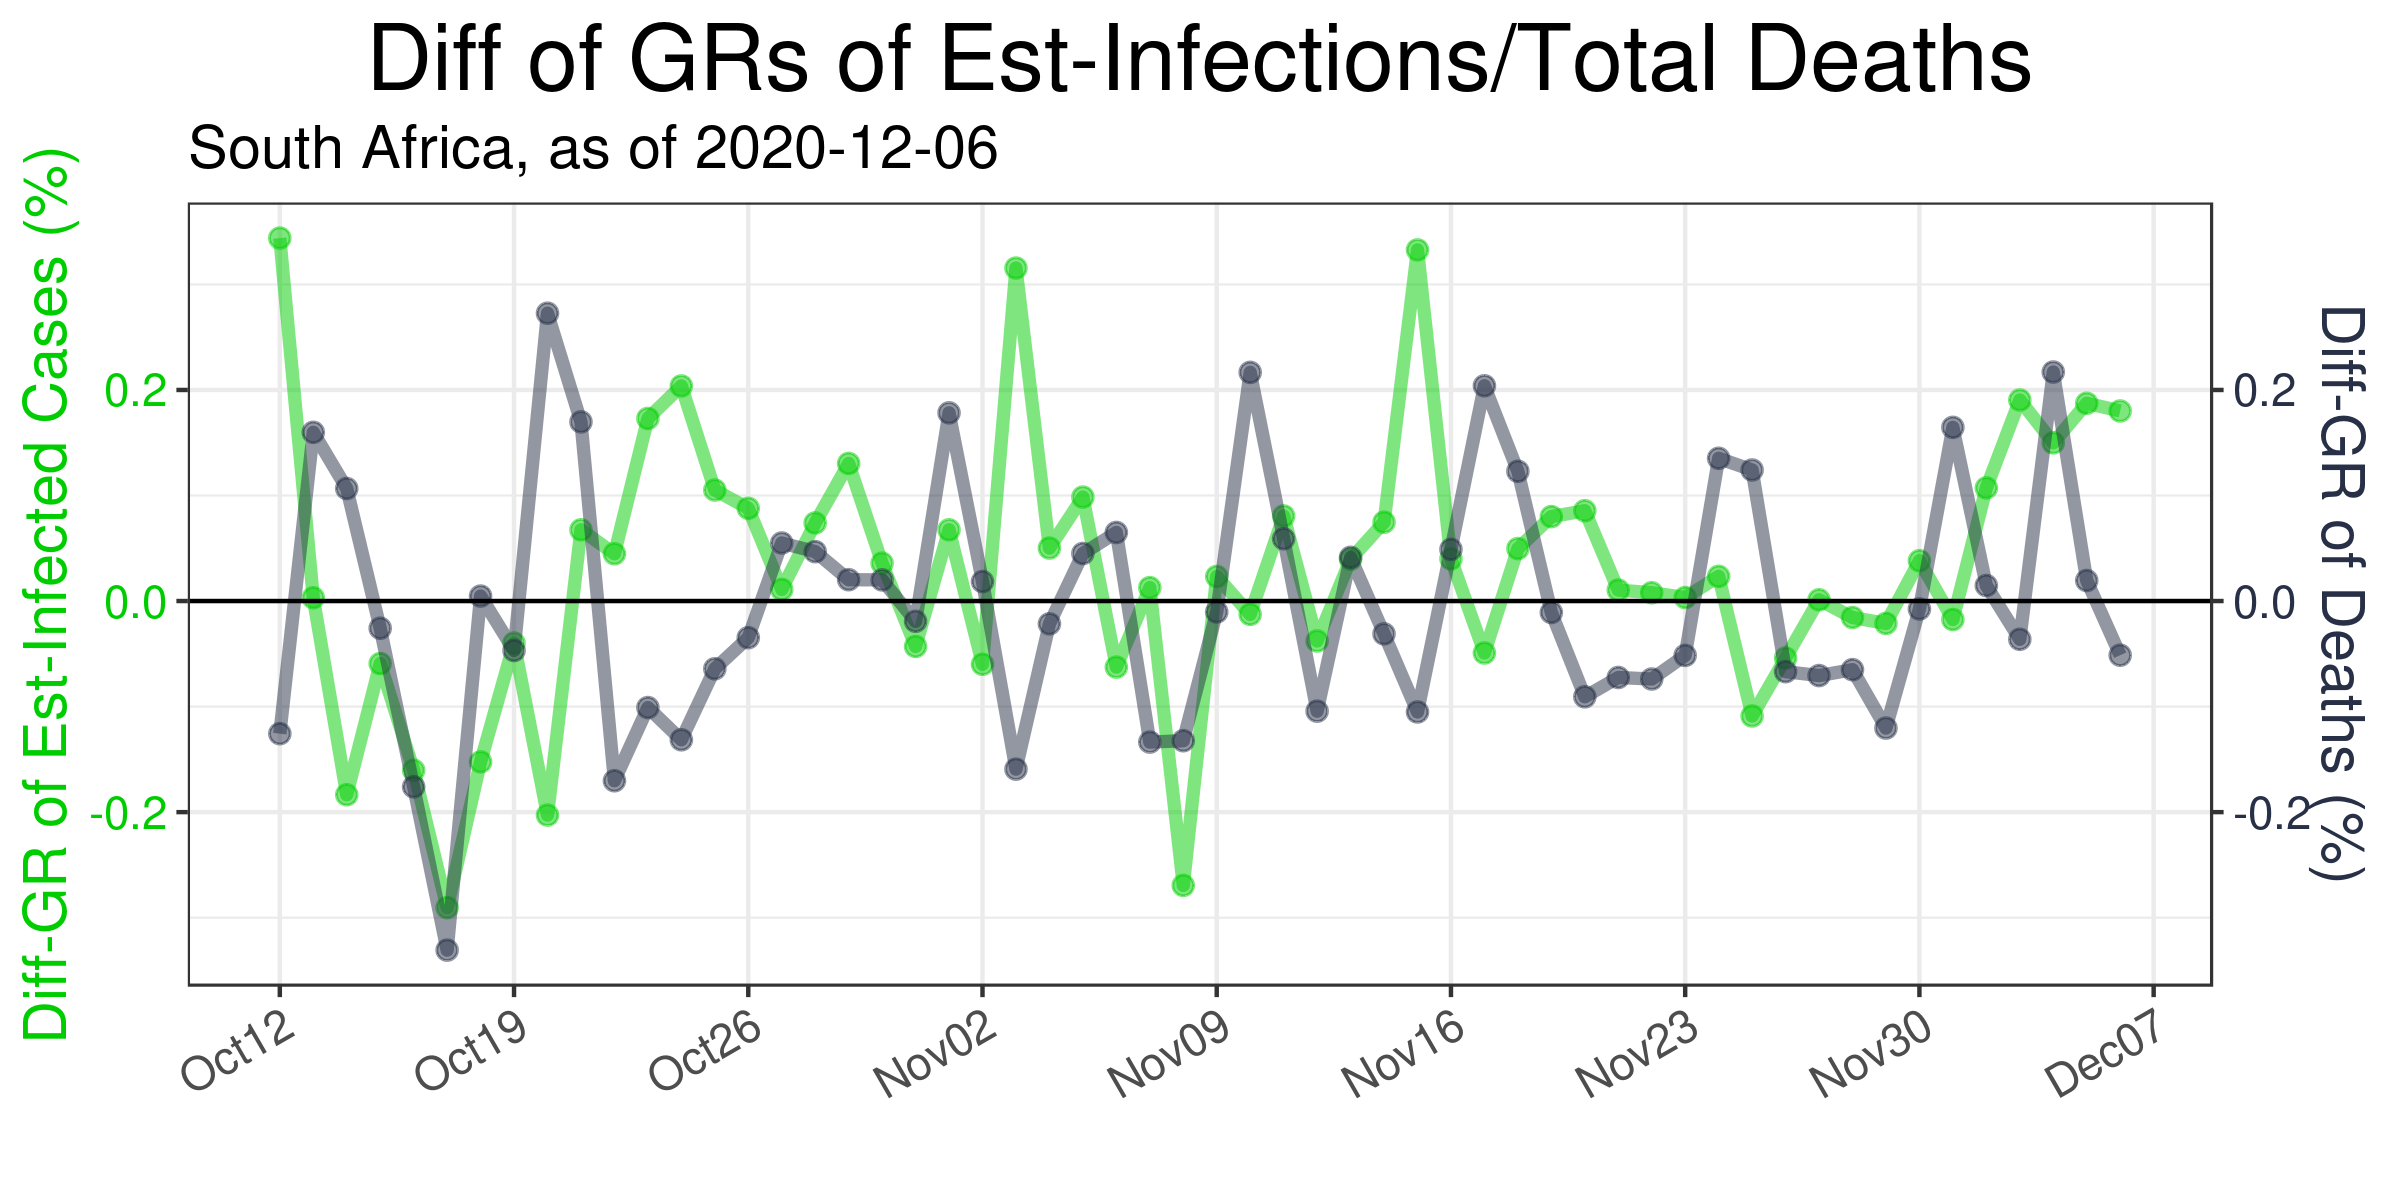 Diff of GRs of Est-Infections/Total Deaths
South Africa, as of 2020-12-06
Diff-GR of Est-Infected Cases (%)
0.2
0.0
-0.2
0.2
0.0
-0.2
Diff-GR of Deaths (%)
Oct12
Oct19
Oct26
Nov02
Nov09
Nov16
Nov23
Nov30
Dec07